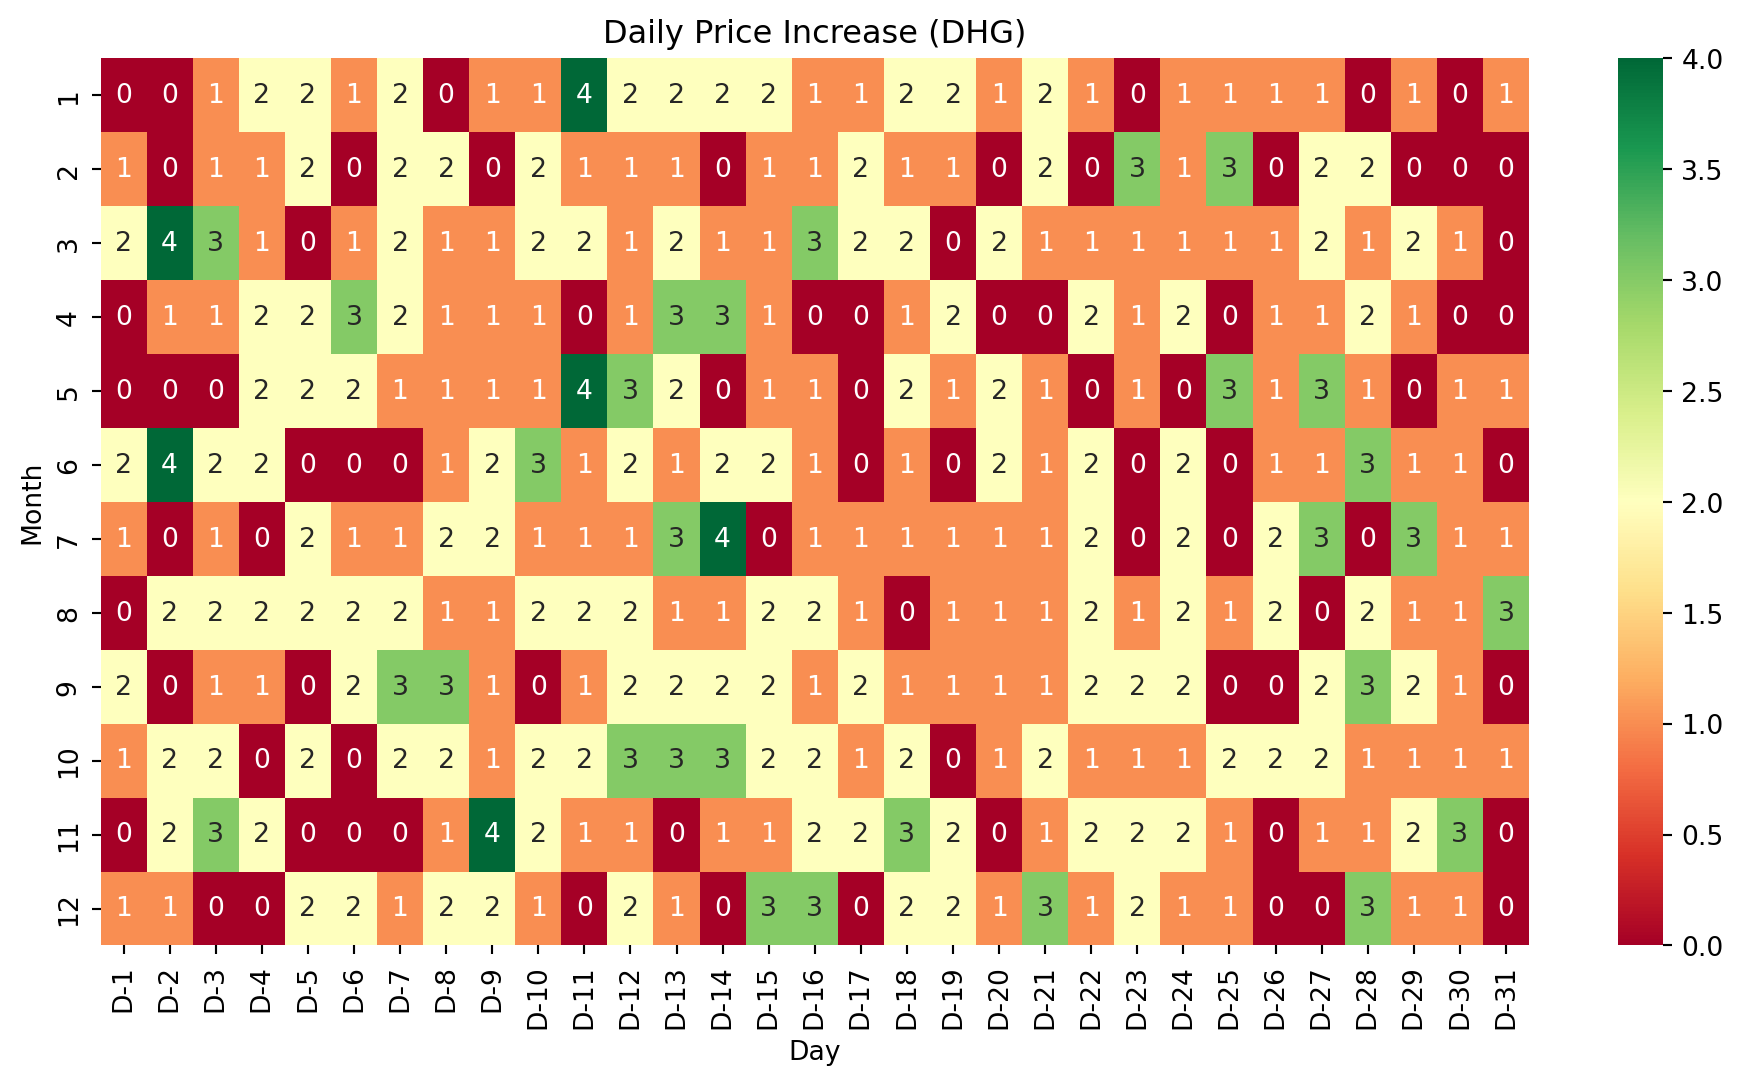 Daily Price Increase (DHG)
1 0 0 1 2 2 1 2 0 1 1 4 2 2 2 2 1 1 2 2 1 2 1 0 1 1 1 1 0 1 0 1
2 1 0 1 1 2 0 2 2 0 2 1 1 1 0 1 1 2 1 1 0 2 0 3 1 3 0 2 2 0 0 0
3 2 4 3 1 0 1 2 1 1 2 2 1 2 1 1 3 2 2 0 2 1 1 1 1 1 1 2 1 2 1 0
4 0 1 1 2 2 3 2 1 1 1 0 1 3 3 1 0 0 1 2 0 0 2 1 2 0 1 1 2 1 0 0
5 0 0 0 2 2 2 1 1 1 1 4 3 2 0 1 1 0 2 1 2 1 0 1 0 3 1 3 1 0 1 1
6 2 4 2 2 0 0 0 1 2 3 1 2 1 2 2 1 0 1 0 2 1 2 0 2 0 1 1 3 1 1 0
7 1 0 1 0 2 1 1 2 2 1 1 1 3 4 0 1 1 1 1 1 1 2 0 2 0 2 3 0 3 1 1
8 0 2 2 2 2 2 2 1 1 2 2 2 1 1 2 2 1 0 1 1 1 2 1 2 1 2 0 2 1 1 3
9 2 0 1 1 0 2 3 3 1 0 1 2 2 2 2 1 2 1 1 1 1 2 2 2 0 0 2 3 2 1 0
10 1 2 2 0 2 0 2 2 1 2 2 3 3 3 2 2 1 2 0 1 2 1 1 1 2 2 2 1 1 1 1
11 0 2 3 2 0 0 0 1 4 2 1 1 0 1 1 2 2 3 2 0 1 2 2 2 1 0 1 1 2 3 0
12 1 1 0 0 2 2 1 2 2 1 0 2 1 0 3 3 0 2 2 1 3 1 2 1 1 0 0 3 1 1 0
Month
D-1 D-2 D-3 D-4 D-5 D-6 D-7 D-8 D-9 D-10 D-11 D-12 D-13 D-14 D-15 D-16 D-17 D-18 D-19 D-20 D-21 D-22 D-23 D-24 D-25 D-26 D-27 D-28 D-29 D-30 D-31
Day
4.0
3.5
3.0
2.5
2.0
1.5
1.0
0.5
0.0